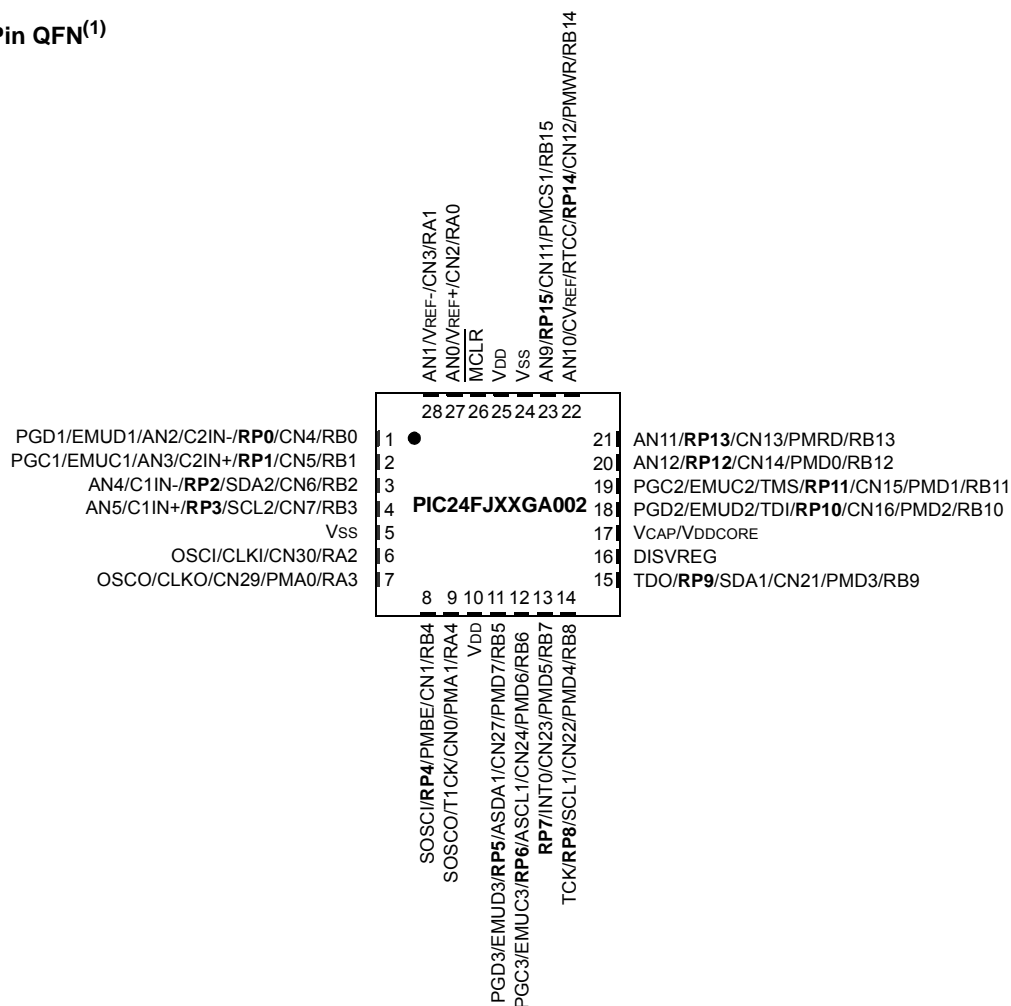 Pin QFN(1)
AN1/VREF-/CN3/RA1
AN0/VREF+/CN2/RA0
MCLR
VDD
VSS
AN9/RP15/CN11/PMCS1/RB15
AN10/CVREF/RTCC/RP14/CN12/PMWR/RB14
28 27 26 25 24 23 22
PGD1/EMUD1/AN2/C2IN-/RP0/CN4/RB0 1
PGC1/EMUC1/AN3/C2IN+/RP1/CN5/RB1 2
AN4/C1IN-/RP2/SDA2/CN6/RB2 3
AN5/C1IN+/RP3/SCL2/CN7/RB3 4
VSS 5
OSCI/CLKI/CN30/RA2 6
OSCO/CLKO/CN29/PMA0/RA3 7
PIC24FJXXGA002
21 AN11/RP13/CN13/PMRD/RB13
20 AN12/RP12/CN14/PMD0/RB12
19 PGC2/EMUC2/TMS/RP11/CN15/PMD1/RB11
18 PGD2/EMUD2/TDI/RP10/CN16/PMD2/RB10
17 VCAP/VDDCORE
16 DISVREG
15 TDO/RP9/SDA1/CN21/PMD3/RB9
8 9 10 11 12 13 14
SOSCI/RP4/PMBE/CN1/RB4
SOSCO/T1CK/CN0/PMA1/RA4
VDD
PGD3/EMUD3/RP5/ASDA1/CN27/PMD7/RB5
PGC3/EMUC3/RP6/ASCL1/CN24/PMD6/RB6
RP7/INT0/CN23/PMD5/RB7
TCK/RP8/SCL1/CN22/PMD4/RB8